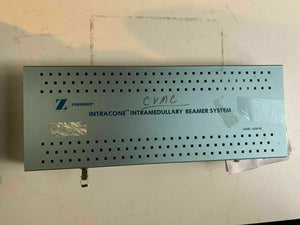 CVMC
Z
zimmer
INTRACONE™ INTRAMEDULLARY REAMER SYSTEM